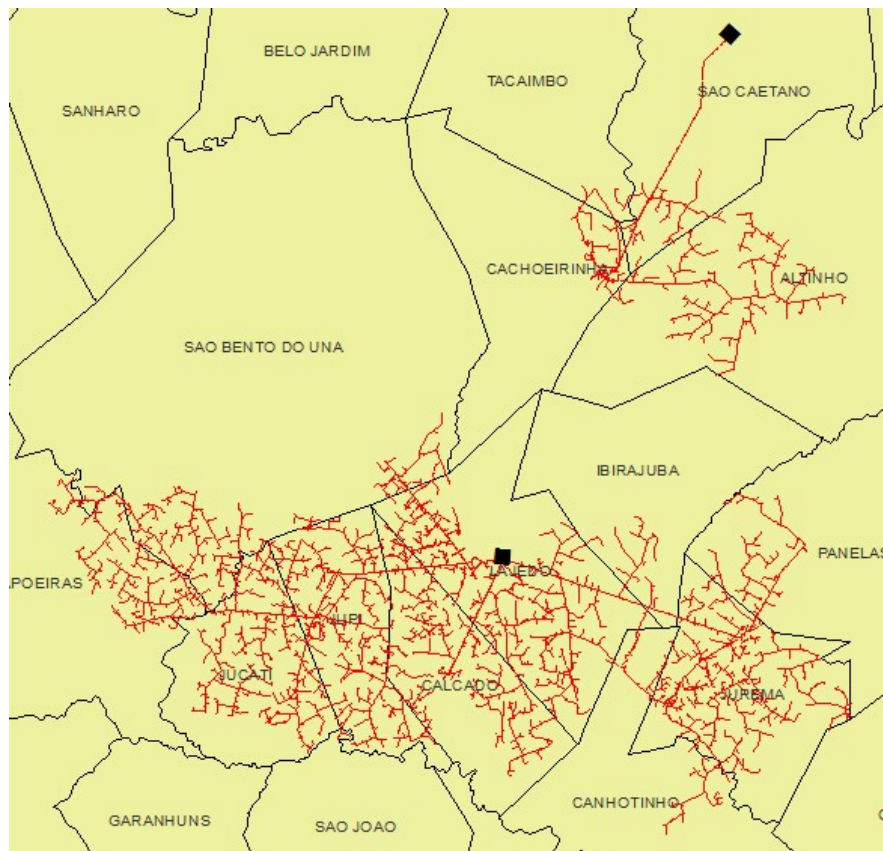 BELO JARDIM
TACAIMBO
SAO CAETANO
SANHARO
CACHOEIRINHA
ALTINHO
SAO BENTO DO UNA
IBIRAJUBA
PANELAS
LAJEDO
APOEIRAS
JUPI
JUCATI
CALCADO
JUREMA
CANHOTINHO
GARANHUNS
SAO JOAO